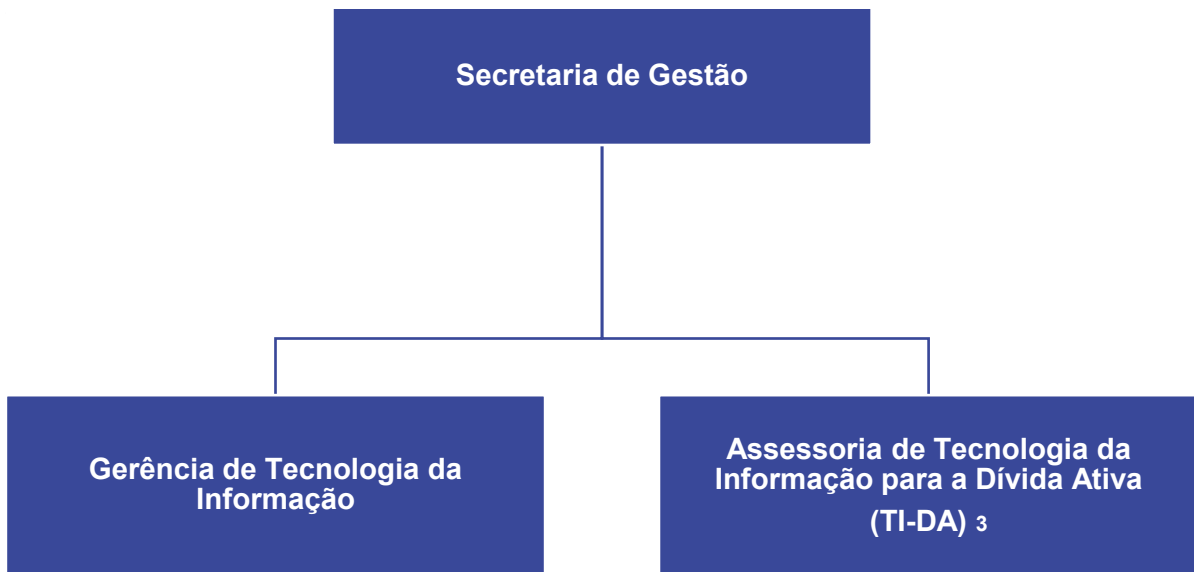 Secretaria de Gestão
Gerência de Tecnologia da
Informação
Assessoria de Tecnologia da
Informação para a Dívida Ativa
(TI-DA) 3